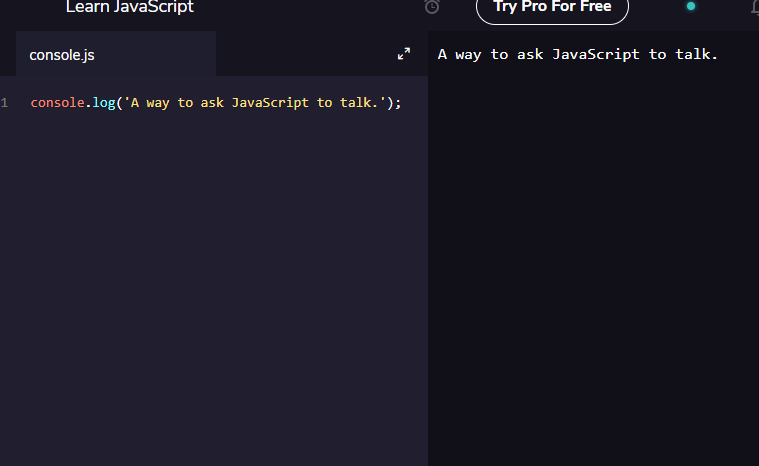 Learn JavaScript
Try Pro For Free
console.js
1 console.log('A way to ask JavaScript to talk.');
A way to ask JavaScript to talk.